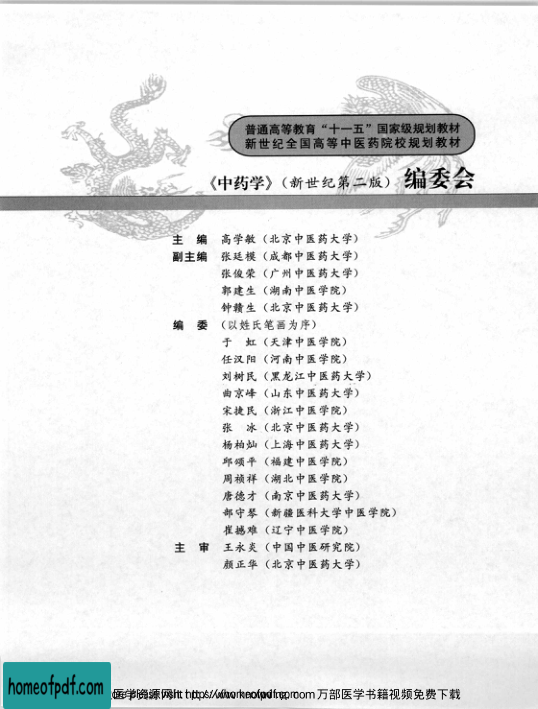 普通高等教育“十一五”国家级规划教材
新世纪全国高等中医药院校规划教材
《中药学》（新世纪第二版） 编委会
主 编 高学敏（北京中医药大学）
副主编 张廷模（成都中医药大学）
张俊荣（广州中医药大学）
郭建生（湖南中医学院）
钟赣生（北京中医药大学）
编 委 （以姓氏笔画为序）
于 虹（天津中医学院）
任汉阳（河南中医学院）
刘树民（黑龙江中医药大学）
曲京峰（山东中医药大学）
宋捷民（浙江中医学院）
张 冰（北京中医药大学）
杨柏灿（上海中医药大学）
邱颂平（福建中医学院）
周祯祥（湖北中医学院）
唐德才（南京中医药大学）
部守琴（新疆医科大学中医学院）
崔撼难（辽宁中医学院）
主 审 王永炎（中国中医研究院）
颜正华（北京中医药大学）
homeofpdf.com
医学资源网 万部医学书籍视频免费下载